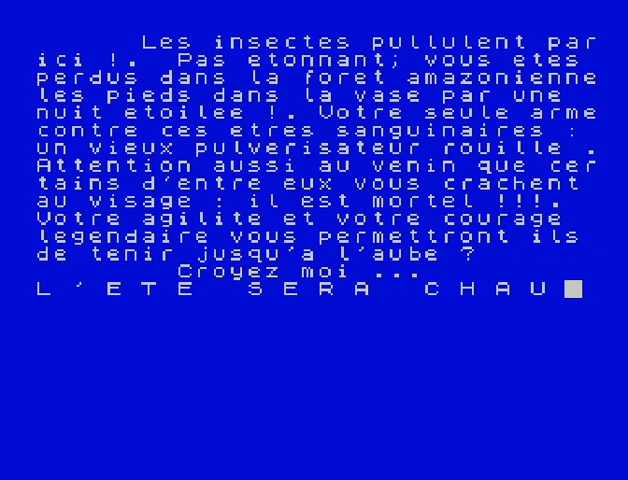 Les insectes pullulent par
ici !. Pas etonnant; vous etes
perdus dans la foret amazonienne
les pieds dans la vase par une
nuit etoilee !. Votre seule arme
contre ces etres sanguinaires :
un vieux pulverisateur rouille .
Attention aussi au venin que cer
tains d'entre eux vous crachent
au visage : il est mortel !!!.
Votre agilite et votre courage
legendaire vous permettront ils
de tenir jusqu'a l'aube ?
Croyez moi ...
L'ETE SERA CHAU